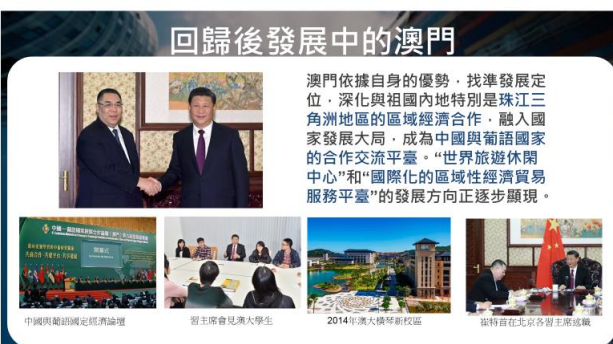 回歸後發展中的澳門
澳門依據自身的優勢，找準發展定
位，深化與祖國內地特別是珠江三
角洲地區的區域經濟合作，融入國
家發展大局，成為中國與葡語國家
的合作交流平臺。“世界旅遊休閑
中心”和“國際化的區域性經濟貿易
服務平臺”的發展方向正逐步顯現。
中國與葡語國定經濟論壇
習主席會見澳大學生
2014年澳大橫琴新校區
崔特首在北京各習主席述職